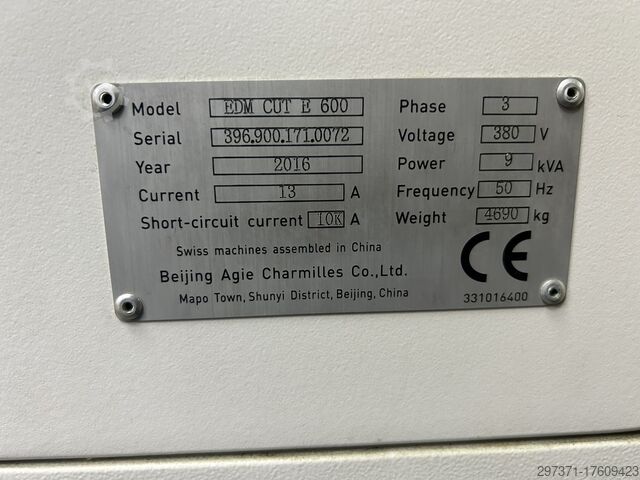 Model EDM CUT E 600 Phase 3
Serial 396.900.171.0072 Voltage 380 V
Year 2016 Power 9 kVA
Current 13 A Frequency 50 Hz
Short-circuit current 10K A Weight 4690 kg
Swiss machines assembled in China
Beijing Agie Charmilles Co.,Ltd.
Mapo Town, Shunyi District, Beijing, China
CE
331016400
297371-17609423